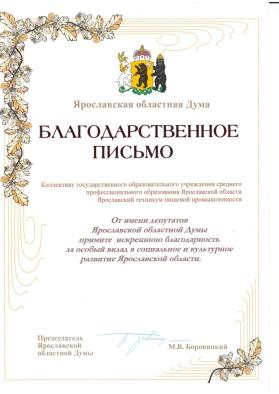 Ярославская областная Дума
БЛАГОДАРСТВЕННОЕ
ПИСЬМО
Коллективу государственного образовательного учреждения среднего
профессионального образования Ярославской области
Ярославский техникум пищевой промышленности
От имени депутатов
Ярославской областной Думы
примите искреннюю благодарность
за особый вклад в социальное и культурное
развитие Ярославской области.
Председатель
Ярославской
областной Думы
М.В. Боровицкий